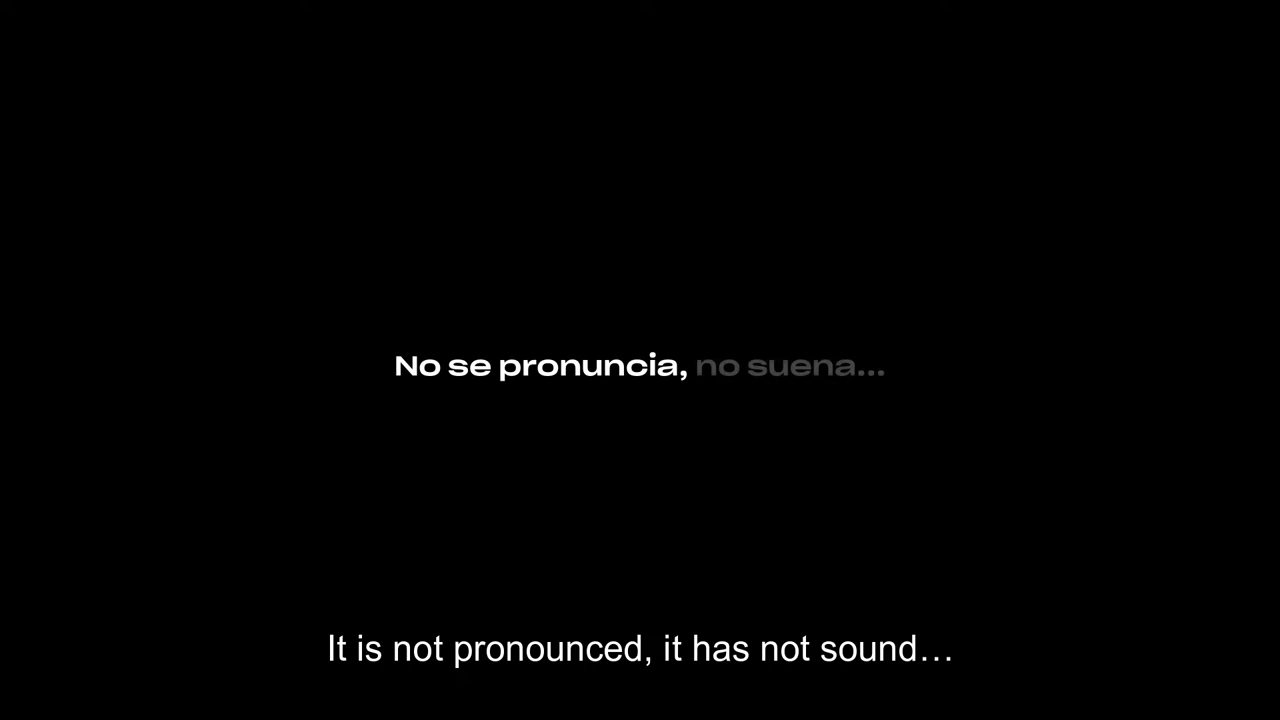 No se pronuncia, no suena...
It is not pronounced, it has not sound…